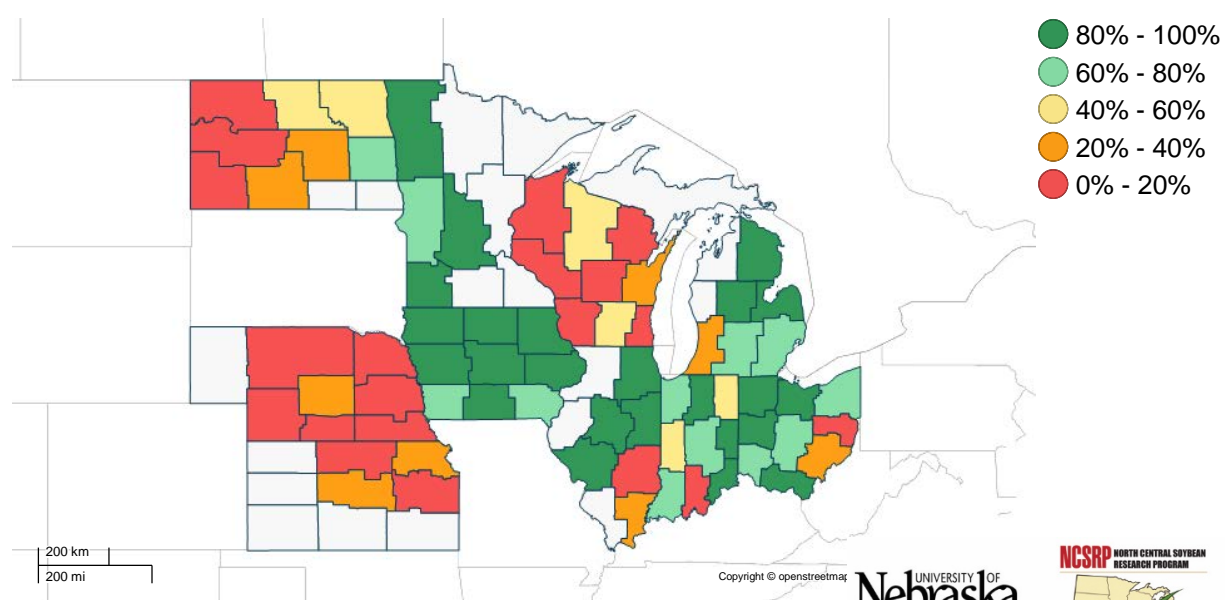 80% - 100%
60% - 80%
40% - 60%
20% - 40%
0% - 20%
200 km
200 mi
Copyright © openstreetmap
UNIVERSITY OF
Nebraska
NCSRP NORTH CENTRAL SOYBEAN
RESEARCH PROGRAM